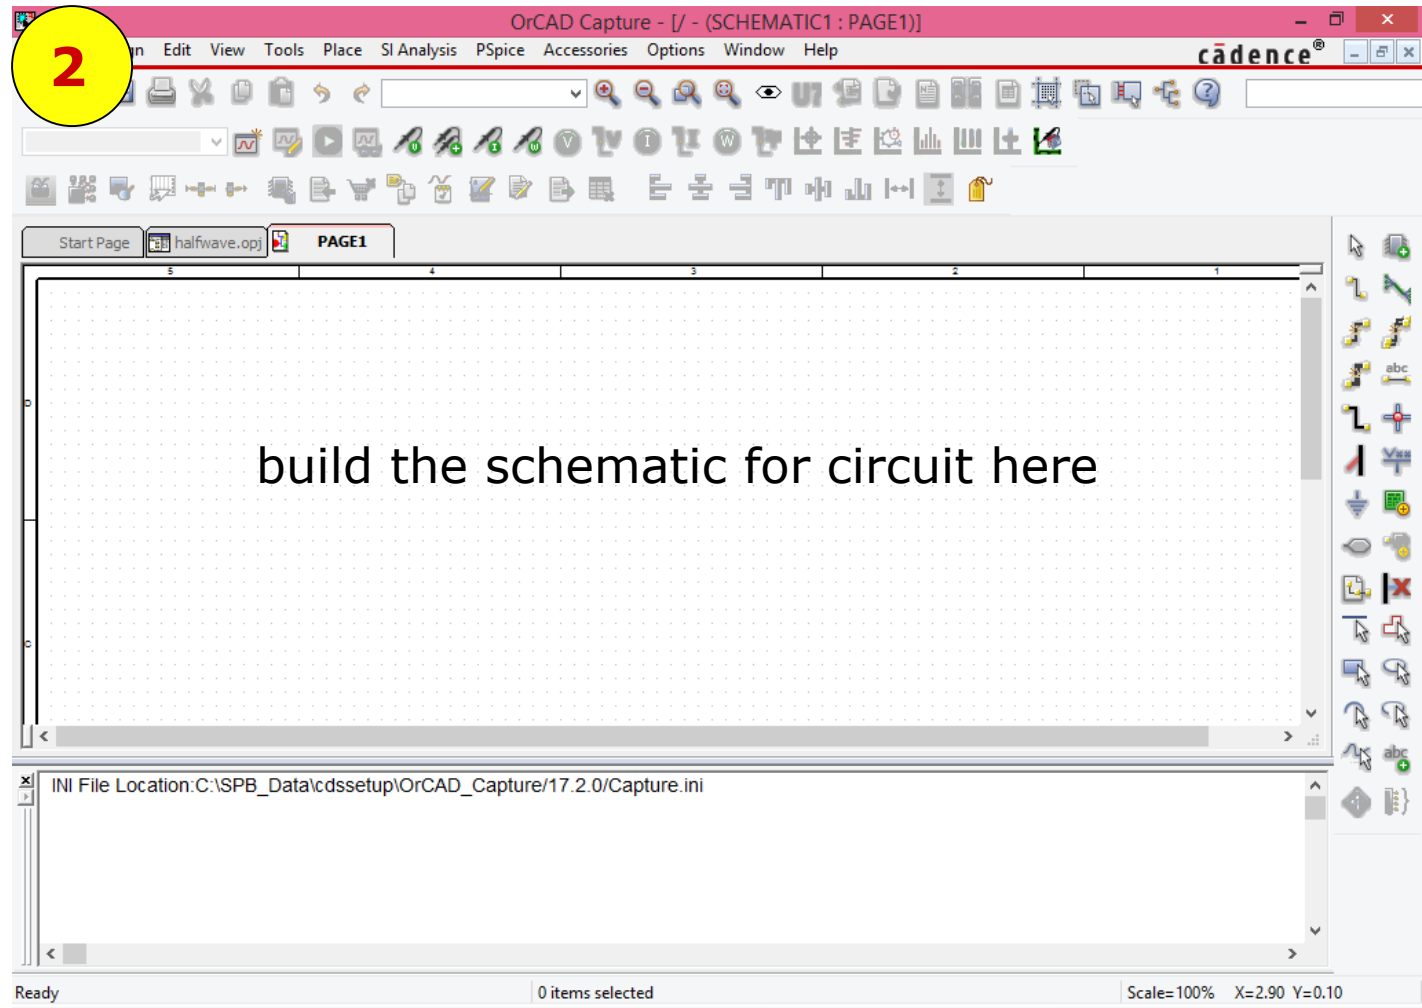 OrCAD Capture - [/ - (SCHEMATIC1 : PAGE1)]
2
gn Edit View Tools Place SI Analysis PSpice Accessories Options Window Help
cādence®
Start Page halfwave.opj PAGE1
5 4 3 2 1
D
build the schematic for circuit here
C
INI File Location:C:\SPB_Data\cdssetup\OrCAD_Capture/17.2.0/Capture.ini
Ready 0 items selected Scale=100% X=2.90 Y=0.10